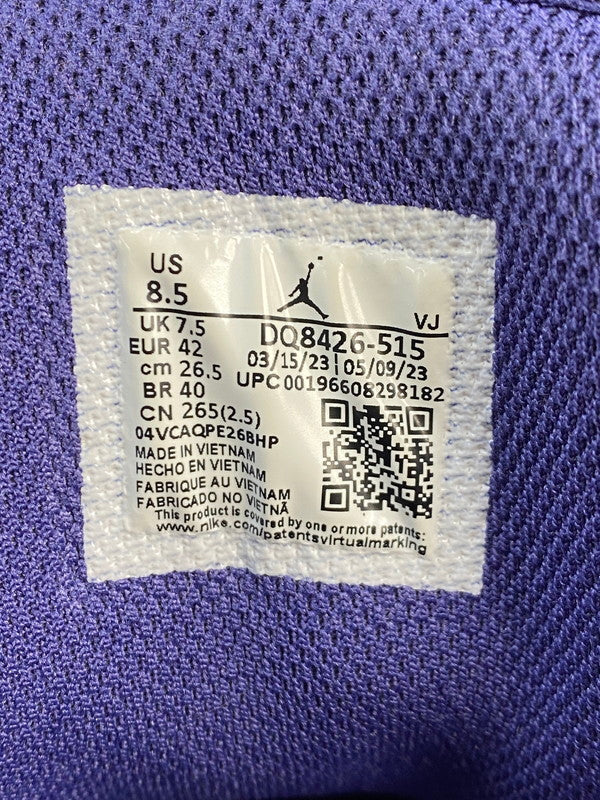 US
8.5
VJ
UK 7.5
DQ8426-515
EUR 42
03/15/23 | 05/09/23
cm 26.5
UPC 00196608298182
BR 40
CN 265(2.5)
04VCAQPE26BHP
MADE IN VIETNAM
HECHO EN VIETNAM
FABRIQUE AU VIETNAM
FABRICADO NO VIETNÃ
This product is covered by one or more patents:
www.nike.com/patentsvirtualmarking